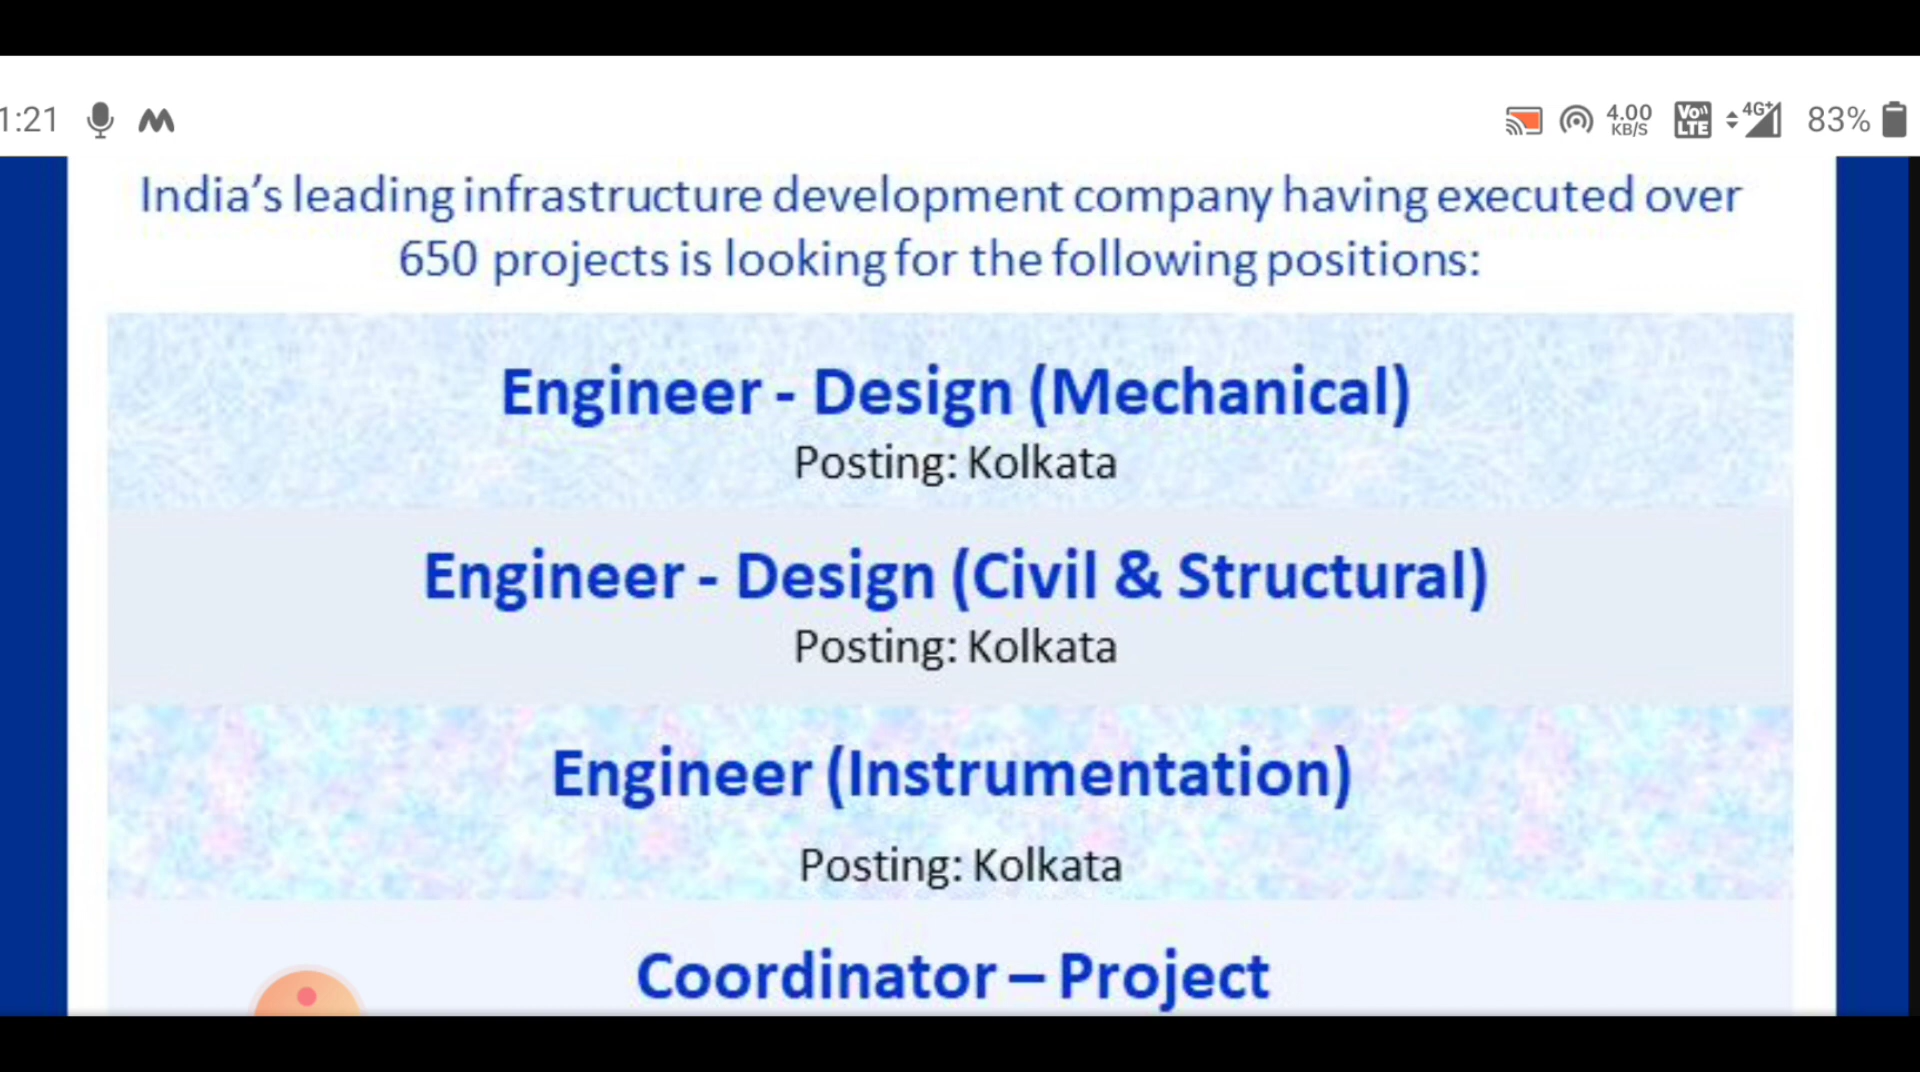 1:21
4.00
KB/S
Vo
LTE
4G+
83%
India's leading infrastructure development company having executed over
650 projects is looking for the following positions:
Engineer - Design (Mechanical)
Posting: Kolkata
Engineer - Design (Civil & Structural)
Posting: Kolkata
Engineer (Instrumentation)
Posting: Kolkata
Coordinator – Project